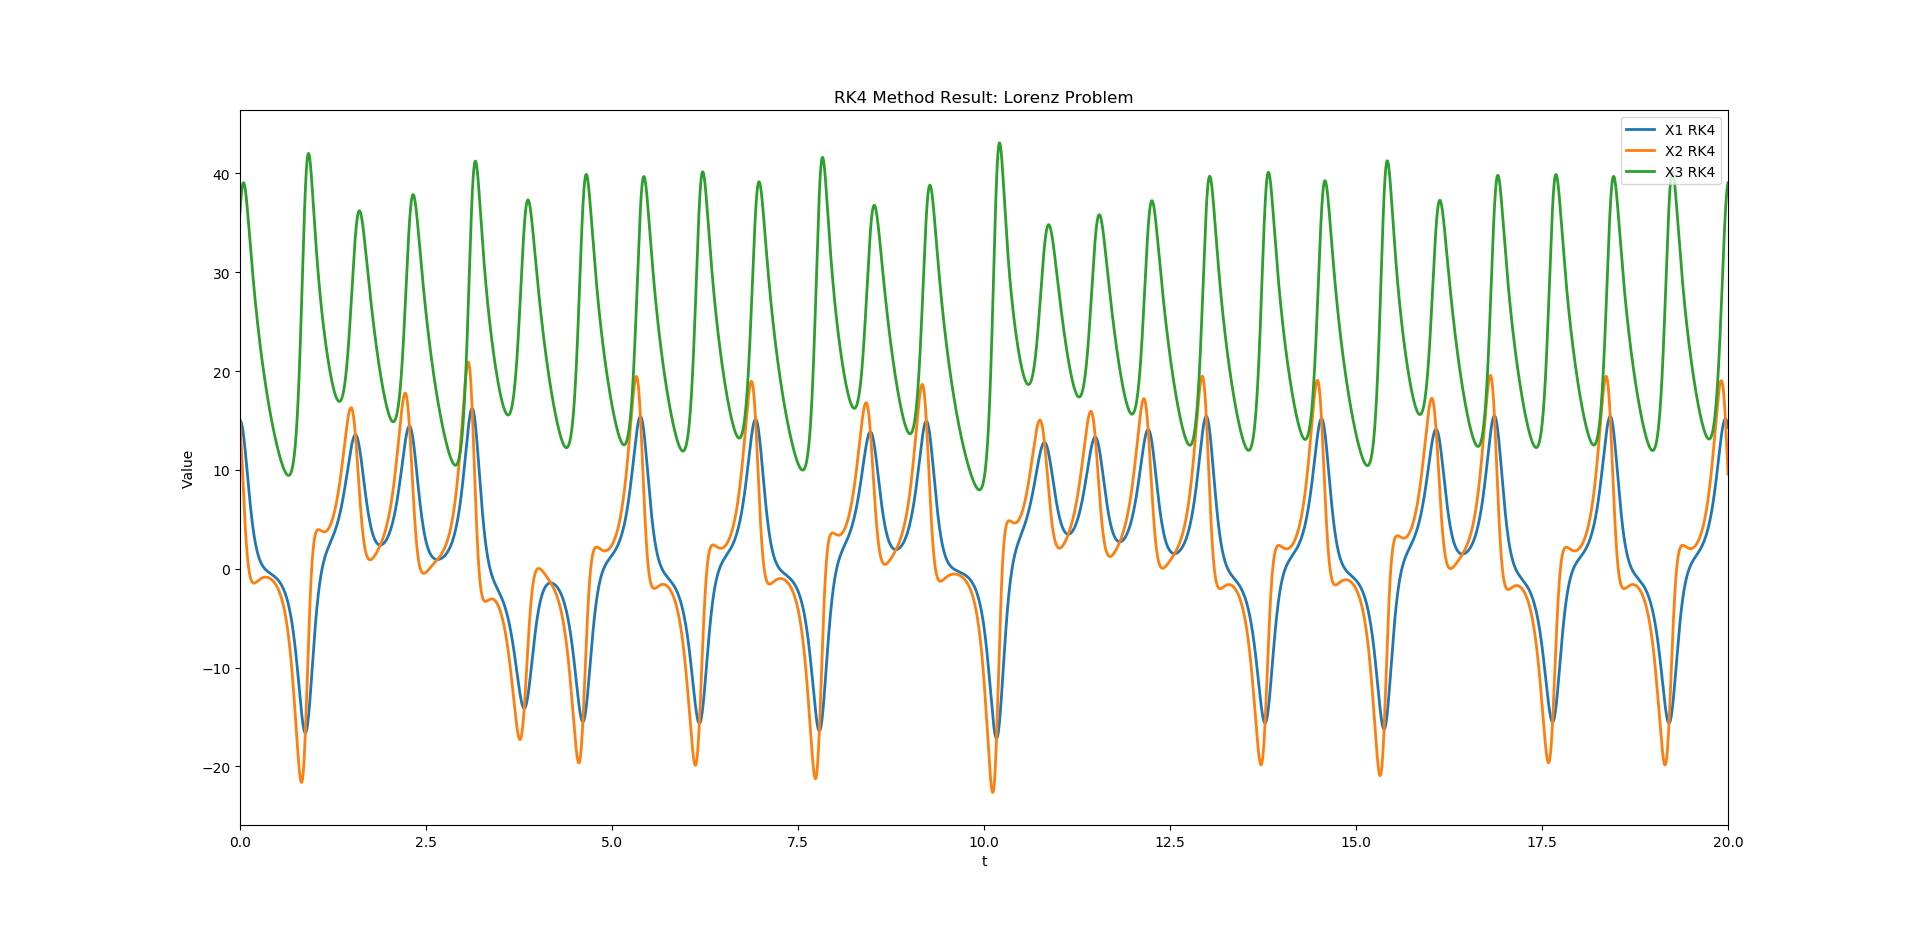 RK4 Method Result: Lorenz Problem
X1 RK4
X2 RK4
X3 RK4
Value
40
30
20
10
0
−10
−20
0.0 2.5 5.0 7.5 10.0 12.5 15.0 17.5 20.0
t